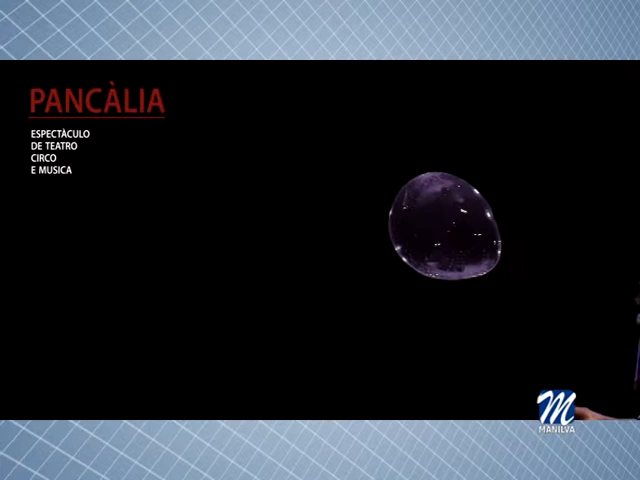 PANCÀLIA
ESPECTÀCULO
DE TEATRO
CIRCO
E MUSICA
M
MANILVA